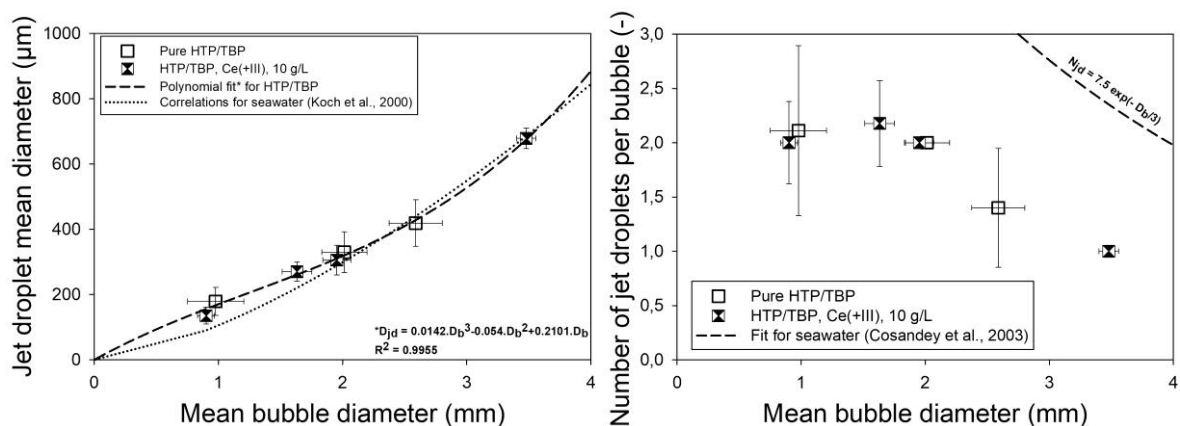 Jet droplet mean diameter (µm)
1000
800
600
400
200
0
Pure HTP/TBP
HTP/TBP, Ce(+III), 10 g/L
Polynomial fit* for HTP/TBP
Correlations for seawater (Koch et al., 2000)
*Djd = 0.0142.Db^3-0.054.Db^2+0.2101.Db
R^2 = 0.9955
0 1 2 3 4
Mean bubble diameter (mm)
Number of jet droplets per bubble (-)
3,0
2,5
2,0
1,5
1,0
0,5
0,0
Njd = 7.5 exp(- Db/3)
Pure HTP/TBP
HTP/TBP, Ce(+III), 10 g/L
Fit for seawater (Cosandey et al., 2003)
0 1 2 3 4
Mean bubble diameter (mm)